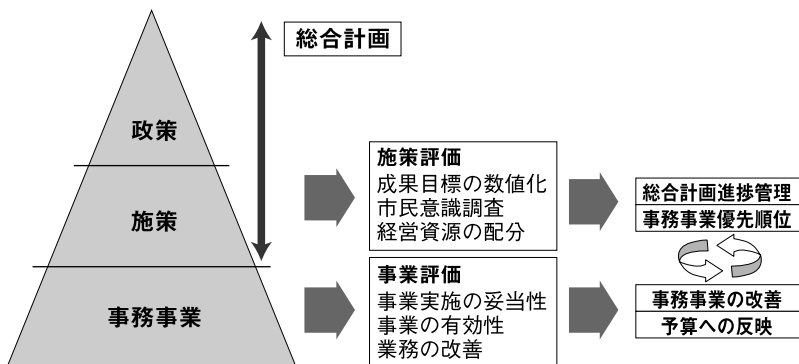 総合計画
政策
施策
事務事業
施策評価
成果目標の数値化
市民意識調査
経営資源の配分
事業評価
事業実施の妥当性
事業の有効性
業務の改善
総合計画進捗管理
事務事業優先順位
事務事業の改善
予算への反映